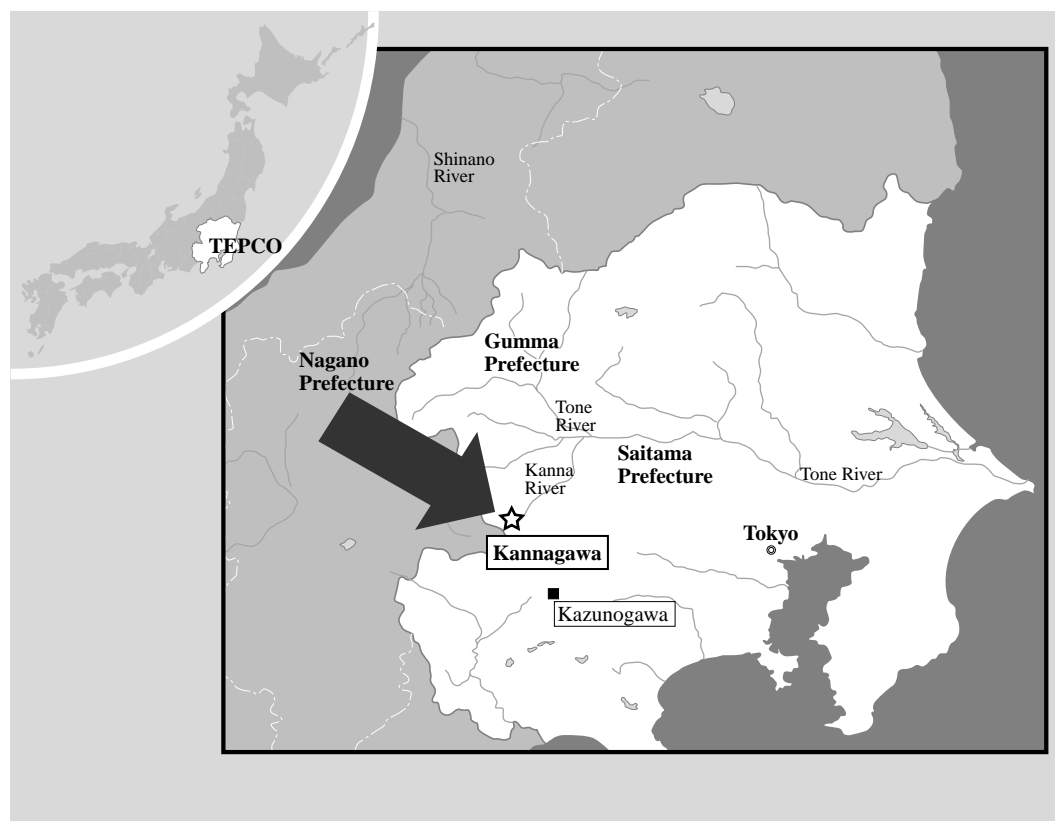 Shinano
River
TEPCO
Gumma
Prefecture
Nagano
Prefecture
Tone
River
Saitama
Prefecture
Kanna
River
Tone River
Tokyo
Kannagawa
Kazunogawa